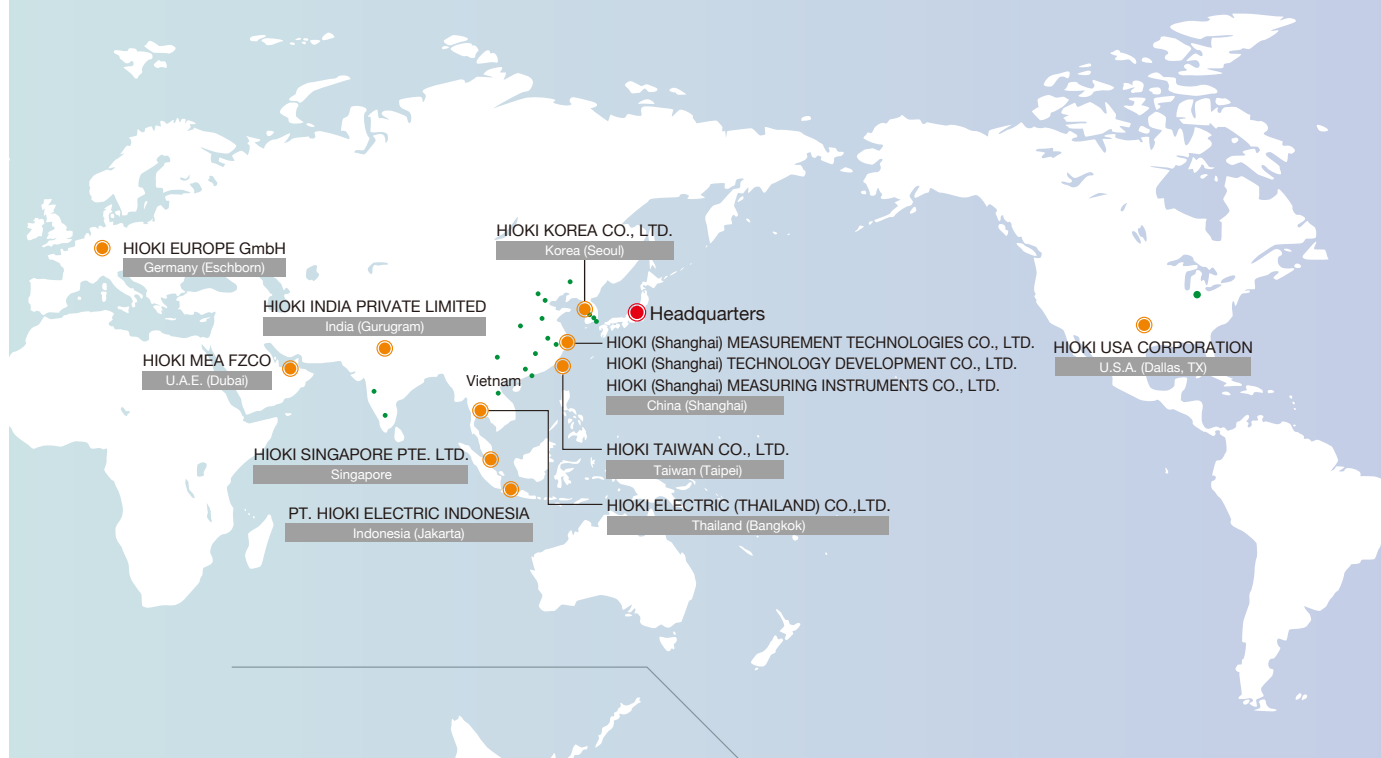 HIOKI KOREA CO., LTD.
Korea (Seoul)
HIOKI EUROPE GmbH
Germany (Eschborn)
HIOKI INDIA PRIVATE LIMITED
India (Gurugram)
Headquarters
HIOKI (Shanghai) MEASUREMENT TECHNOLOGIES CO., LTD.
HIOKI (Shanghai) TECHNOLOGY DEVELOPMENT CO., LTD.
HIOKI (Shanghai) MEASURING INSTRUMENTS CO., LTD.
China (Shanghai)
HIOKI USA CORPORATION
U.S.A. (Dallas, TX)
HIOKI MEA FZCO
U.A.E. (Dubai)
Vietnam
HIOKI SINGAPORE PTE. LTD.
Singapore
HIOKI TAIWAN CO., LTD.
Taiwan (Taipei)
PT. HIOKI ELECTRIC INDONESIA
Indonesia (Jakarta)
HIOKI ELECTRIC (THAILAND) CO.,LTD.
Thailand (Bangkok)